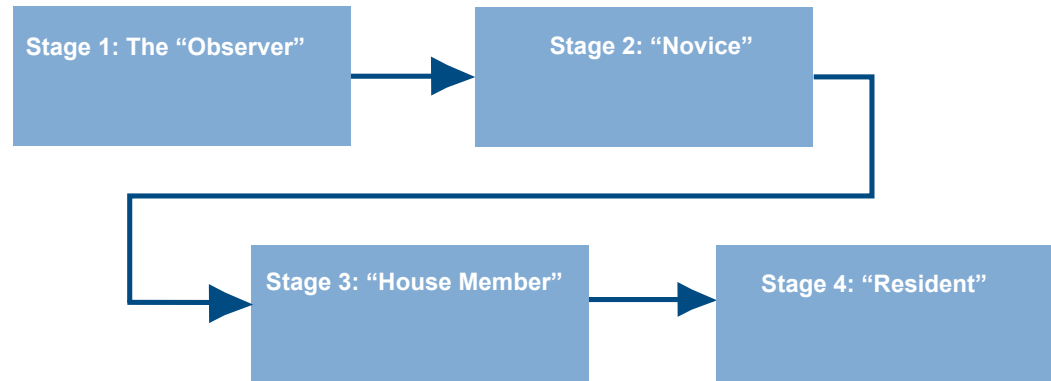 Stage 1: The “Observer”
Stage 2: “Novice”
Stage 3: “House Member”
Stage 4: “Resident”